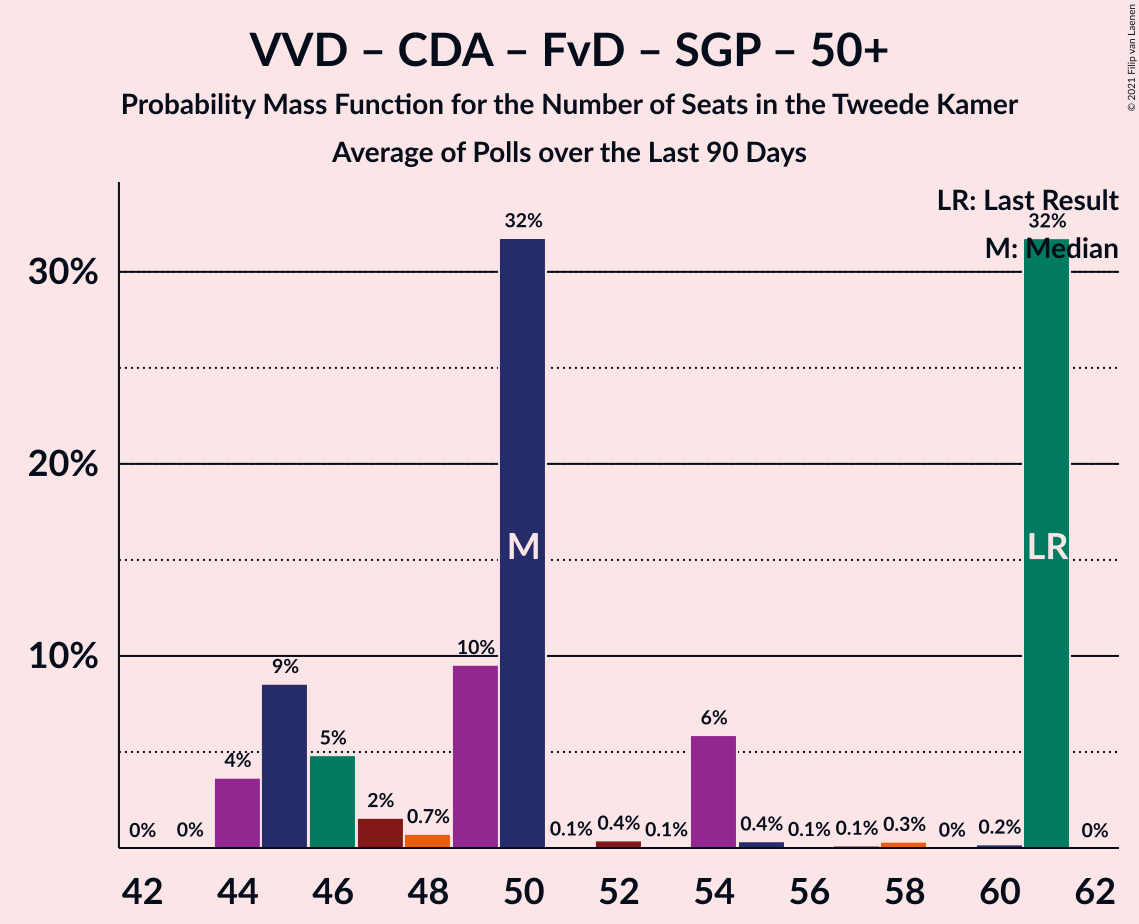 VVD – CDA – FvD – SGP – 50+
Probability Mass Function for the Number of Seats in the Tweede Kamer
Average of Polls over the Last 90 Days
© 2021 Filip van Laenen
LR: Last Result
M: Median
30%
20%
10%
0%
0%
4%
9%
5%
2%
0.7%
10%
32%
0.1%
0.4%
0.1%
6%
0.4%
0.1%
0.1%
0.3%
0%
0.2%
32%
0%
M
LR
42 44 46 48 50 52 54 56 58 60 62